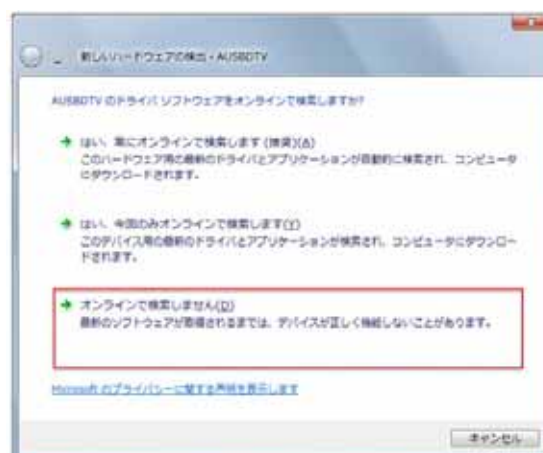 新しいハードウェアの検出 - AUSBDTV
AUSBDTV のドライバ ソフトウェアをオンラインで検索しますか?
はい、常にオンラインで検索します (推奨)(A)
このハードウェア用の最新のドライバとアプリケーションが自動的に検索され、コンピュータ
にダウンロードされます。
はい、今回のみオンラインで検索します(Y)
このデバイス用の最新のドライバとアプリケーションが検索され、コンピュータにダウンロー
ドされます。
オンラインで検索しません(D)
最新のソフトウェアが取得されるまでは、デバイスが正しく機能しないことがあります。
Microsoft のプライバシーに関する声明を表示します
キャンセル